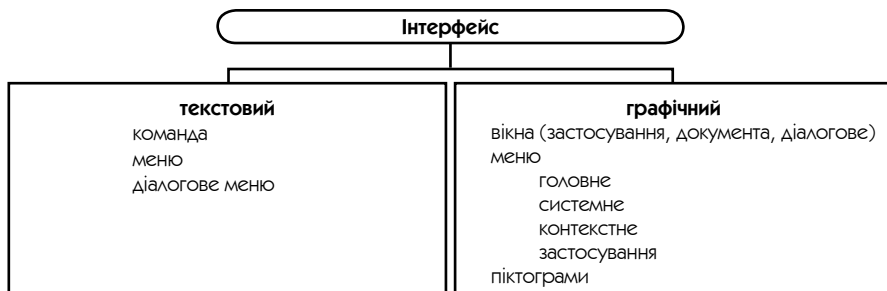 Інтерфейс
текстовий
команда
меню
діалогове меню
графічний
вікна (застосування, документа, діалогове)
меню
головне
системне
контекстне
застосування
піктограми